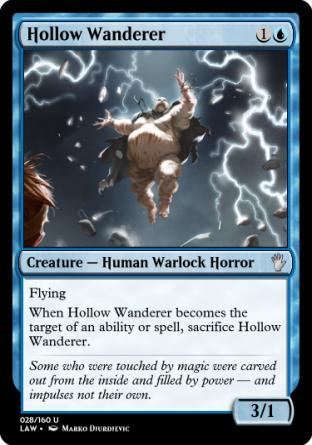 Hollow Wanderer 1
Creature — Human Warlock Horror
Flying
When Hollow Wanderer becomes the
target of an ability or spell, sacrifice Hollow
Wanderer.
Some who were touched by magic were carved
out from the inside and filled by power — and
impulses not their own.
3/1
028/160 U
LAW • Marko Djurdjevic